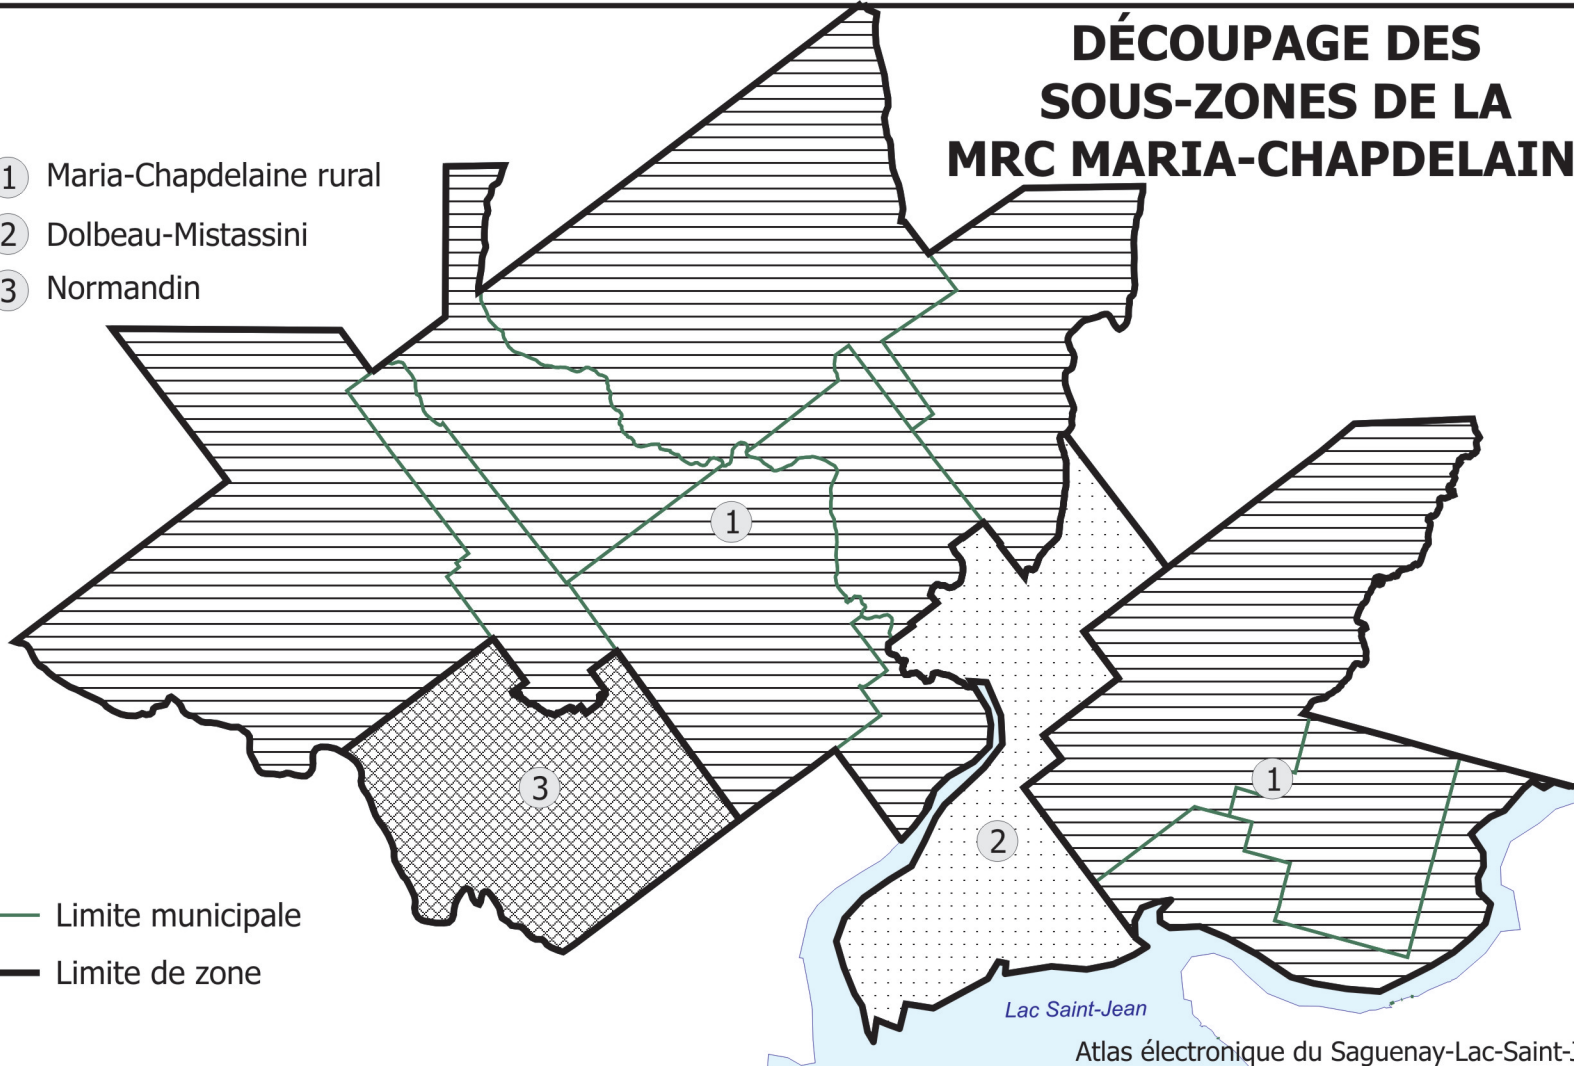 DÉCOUPAGE DES
SOUS-ZONES DE LA
MRC MARIA-CHAPDELAIN
1 Maria-Chapdelaine rural
2 Dolbeau-Mistassini
3 Normandin
1
1
3
2
Limite municipale
Limite de zone
Lac Saint-Jean
Atlas électronique du Saguenay-Lac-Saint-J